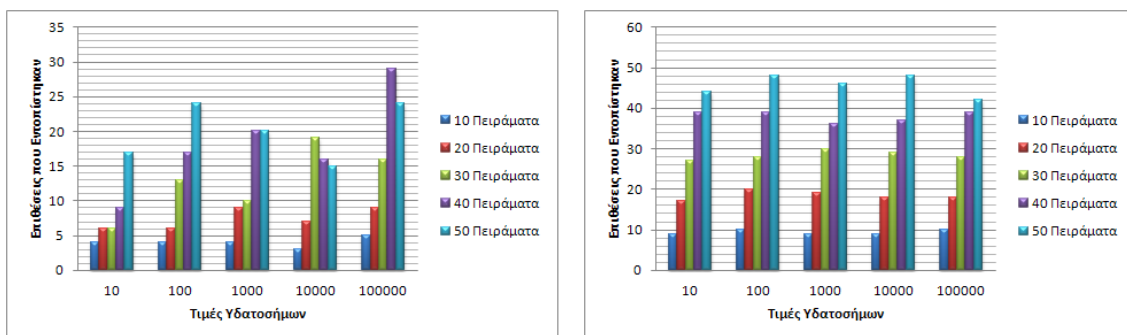 35
30
25
20
15
10
5
0
Επιθέσεις που Εντοπίστηκαν
10 100 1000 10000 100000
Τιμές Υδατοσήμων
10 Πειράματα
20 Πειράματα
30 Πειράματα
40 Πειράματα
50 Πειράματα
60
50
40
30
20
10
0
Επιθέσεις που Εντοπίστηκαν
10 100 1000 10000 100000
Τιμές Υδατοσήμων
10 Πειράματα
20 Πειράματα
30 Πειράματα
40 Πειράματα
50 Πειράματα